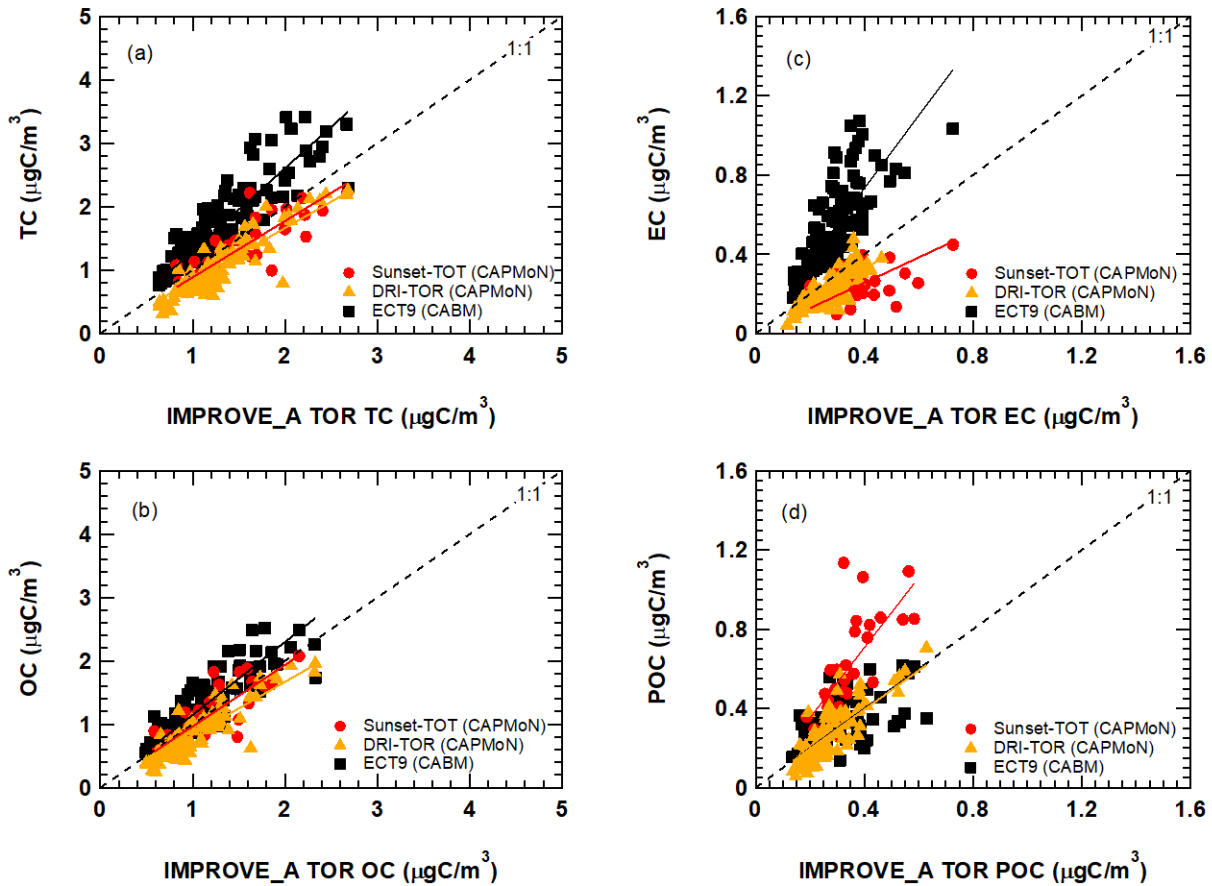 5
4
3
2
1
0
TC (μgC/m³)
(a)
1:1
Sunset-TOT (CAPMoN)
DRI-TOR (CAPMoN)
ECT9 (CABM)
0 1 2 3 4 5
IMPROVE_A TOR TC (μgC/m³)
1.6
1.2
0.8
0.4
0
EC (μgC/m³)
(c)
1:1
Sunset-TOT (CAPMoN)
DRI-TOR (CAPMoN)
ECT9 (CABM)
0 0.4 0.8 1.2 1.6
IMPROVE_A TOR EC (μgC/m³)
5
4
3
2
1
0
OC (μgC/m³)
(b)
1:1
Sunset-TOT (CAPMoN)
DRI-TOR (CAPMoN)
ECT9 (CABM)
0 1 2 3 4 5
IMPROVE_A TOR OC (μgC/m³)
1.6
1.2
0.8
0.4
0
POC (μgC/m³)
(d)
1:1
Sunset-TOT (CAPMoN)
DRI-TOR (CAPMoN)
ECT9 (CABM)
0 0.4 0.8 1.2 1.6
IMPROVE_A TOR POC (μgC/m³)